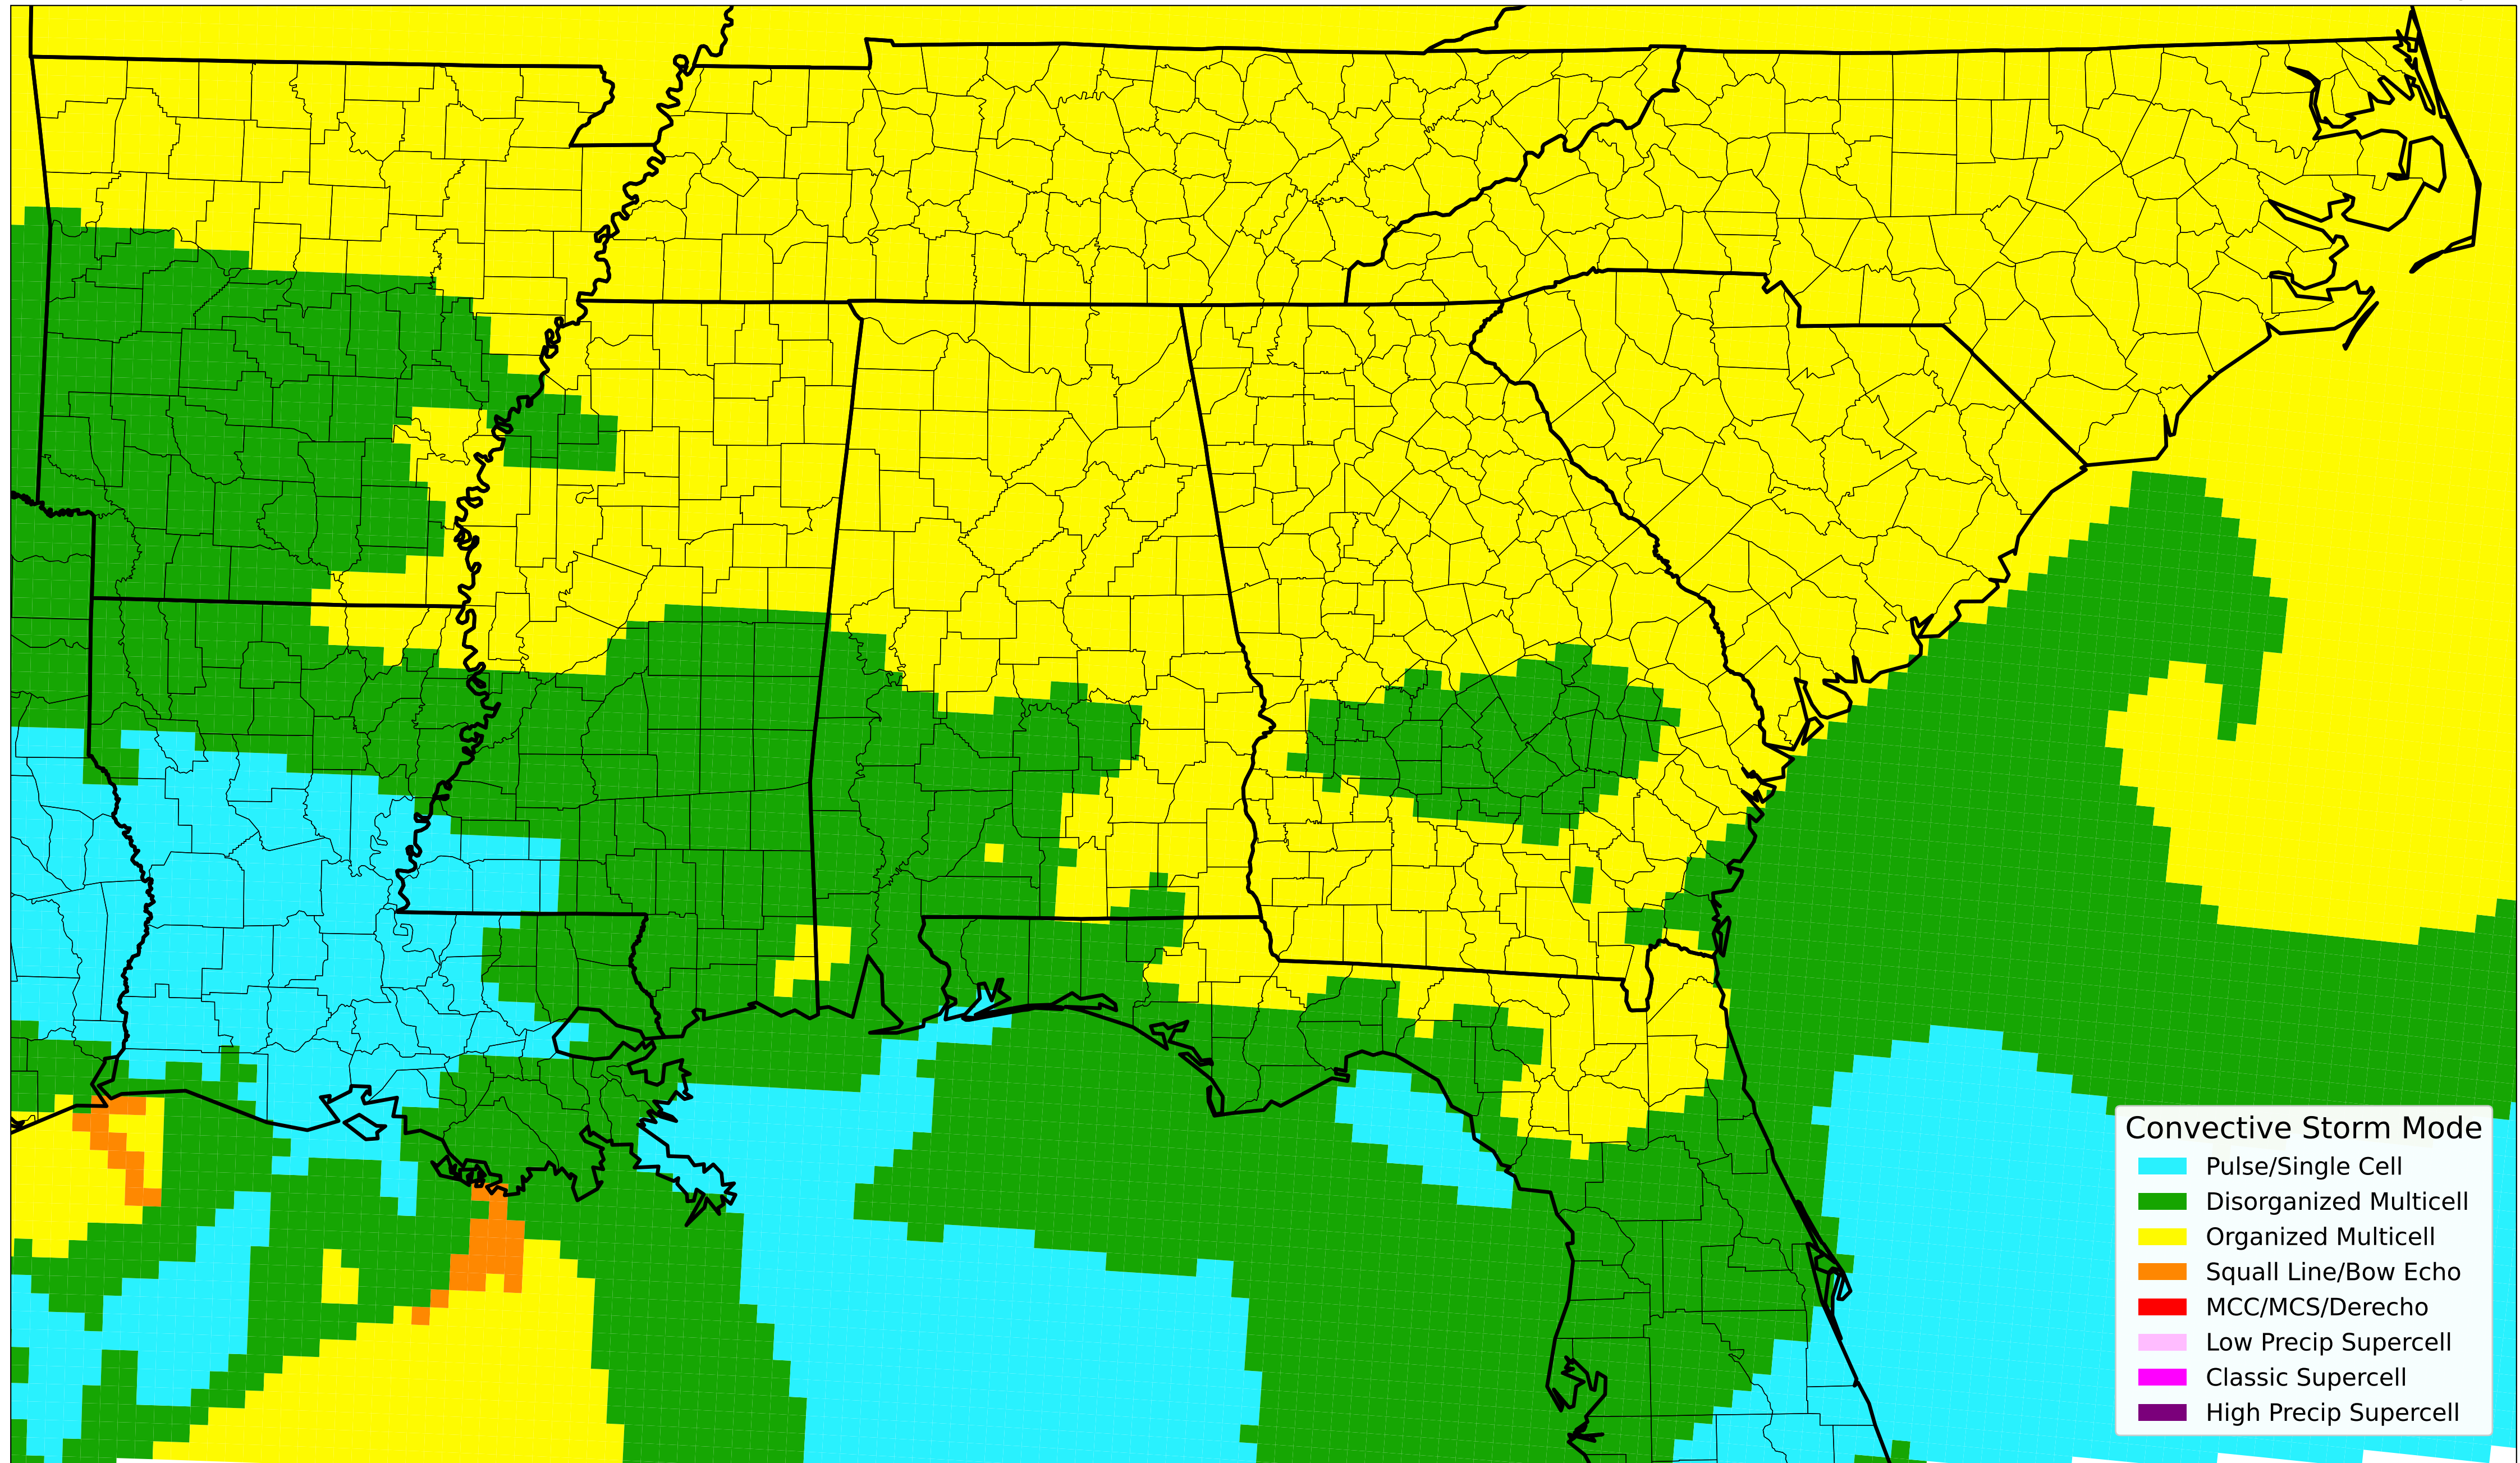 Convective Storm Mode
Pulse/Single Cell
Disorganized Multicell
Organized Multicell
Squall Line/Bow Echo
MCC/MCS/Derecho
Low Precip Supercell
Classic Supercell
High Precip Supercell